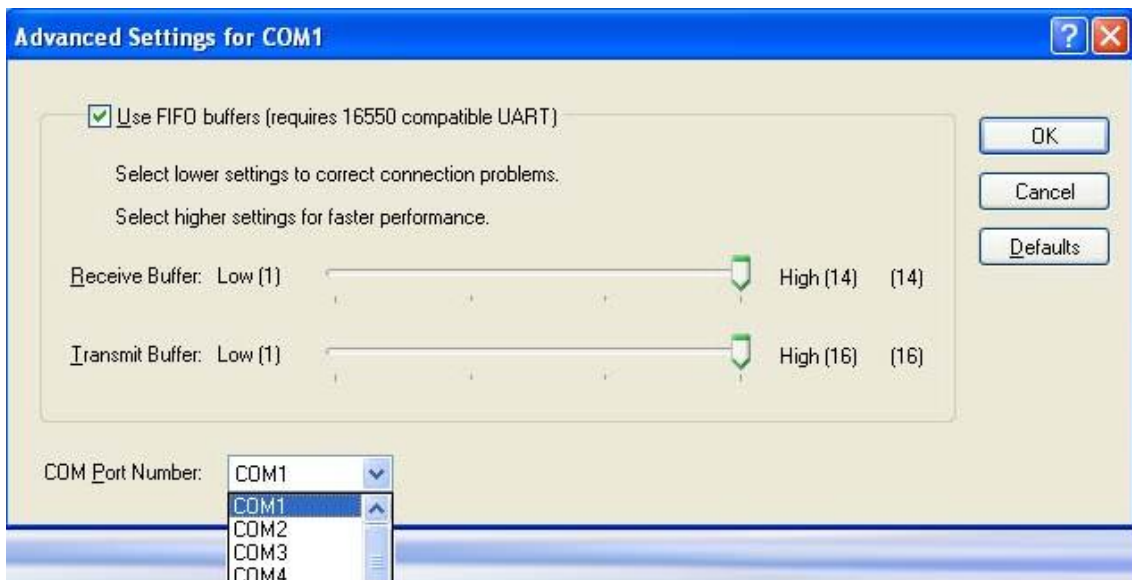 Advanced Settings for COM1
Use FIFO buffers (requires 16550 compatible UART)
OK
Select lower settings to correct connection problems.
Cancel
Select higher settings for faster performance.
Defaults
Receive Buffer: Low (1) High (14) (14)
Transmit Buffer: Low (1) High (16) (16)
COM Port Number: COM1
COM1
COM2
COM3
COM4